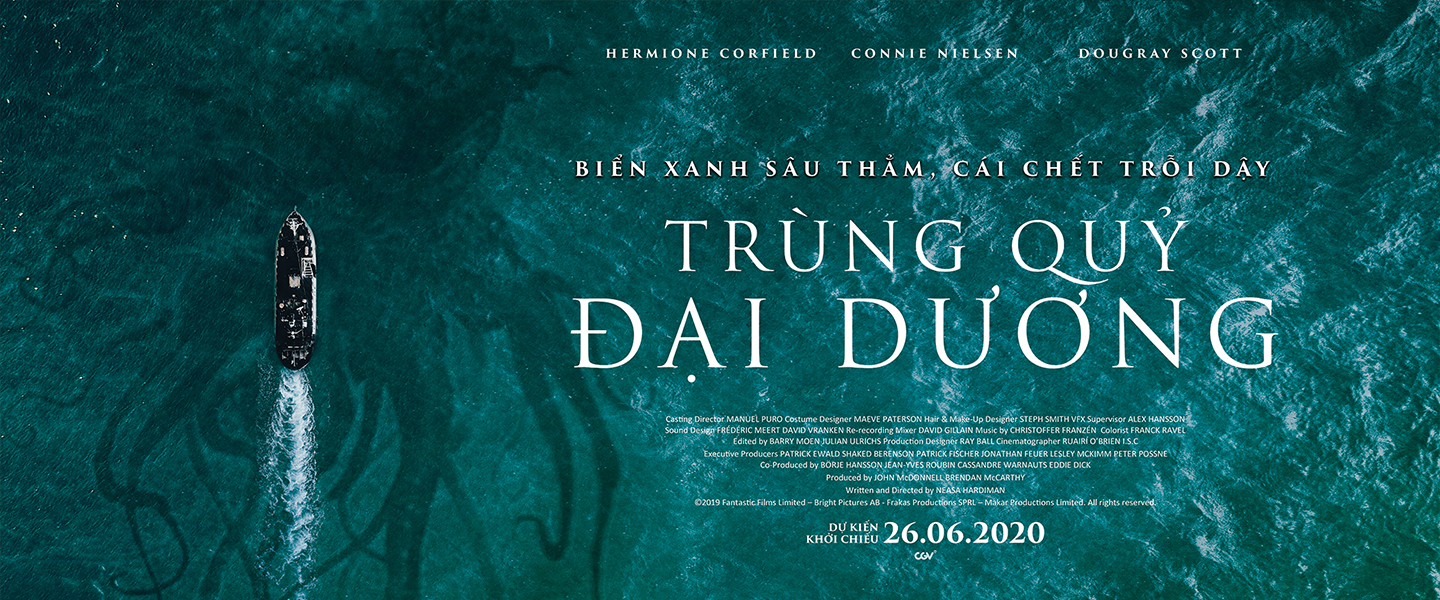 HERMIONE CORFIELD CONNIE NIELSEN DOUGRAY SCOTT
BIỂN XANH SÂU THẲM, CÁI CHẾT TRỖI DẬY
TRÙNG QUỶ
ĐẠI DƯƠNG
Casting Director MANUEL PURO Costume Designer MAEVE PATERSON Hair & Make-Up Designer STEPH SMITH VFX Supervisor ALEX HANSSON
Sound Design FRÉDÉRIC MEERT DAVID VRANKEN Re-recording Mixer DAVID GILLAIN Music by CHRISTOFFER FRANZÉN Colorist FRANCK RAVEL
Edited by BARRY MOEN JULIAN ULRICHS Production Designer RAY BALL Cinematographer RUAIRÍ O'BRIEN I.S.C
Executive Producers PATRICK EWALD SHAKED BERENSON PATRICK FISCHER JONATHAN FEUER LESLEY MCKIMM PETER POSSNE
Co-Produced by BÖRJE HANSSON JEAN-YVES ROUBIN CASSANDRE WARNAUTS EDDIE DICK
Produced by JOHN McDONNELL BRENDAN McCARTHY
Written and Directed by NEASA HARDIMAN
©2019 Fantastic Films Limited – Bright Pictures AB - Frakas Productions SPRL – Makar Productions Limited. All rights reserved.
DỰ KIẾN
KHỞI CHIẾU 26.06.2020
CGV